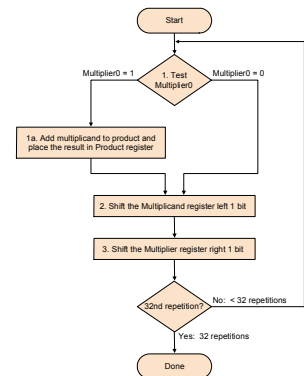 Start
Multiplier0 = 1
1. Test
Multiplier0
Multiplier0 = 0
1a. Add multiplicand to product and
place the result in Product register
2. Shift the Multiplicand register left 1 bit
3. Shift the Multiplier register right 1 bit
32nd repetition?
No: < 32 repetitions
Yes: 32 repetitions
Done